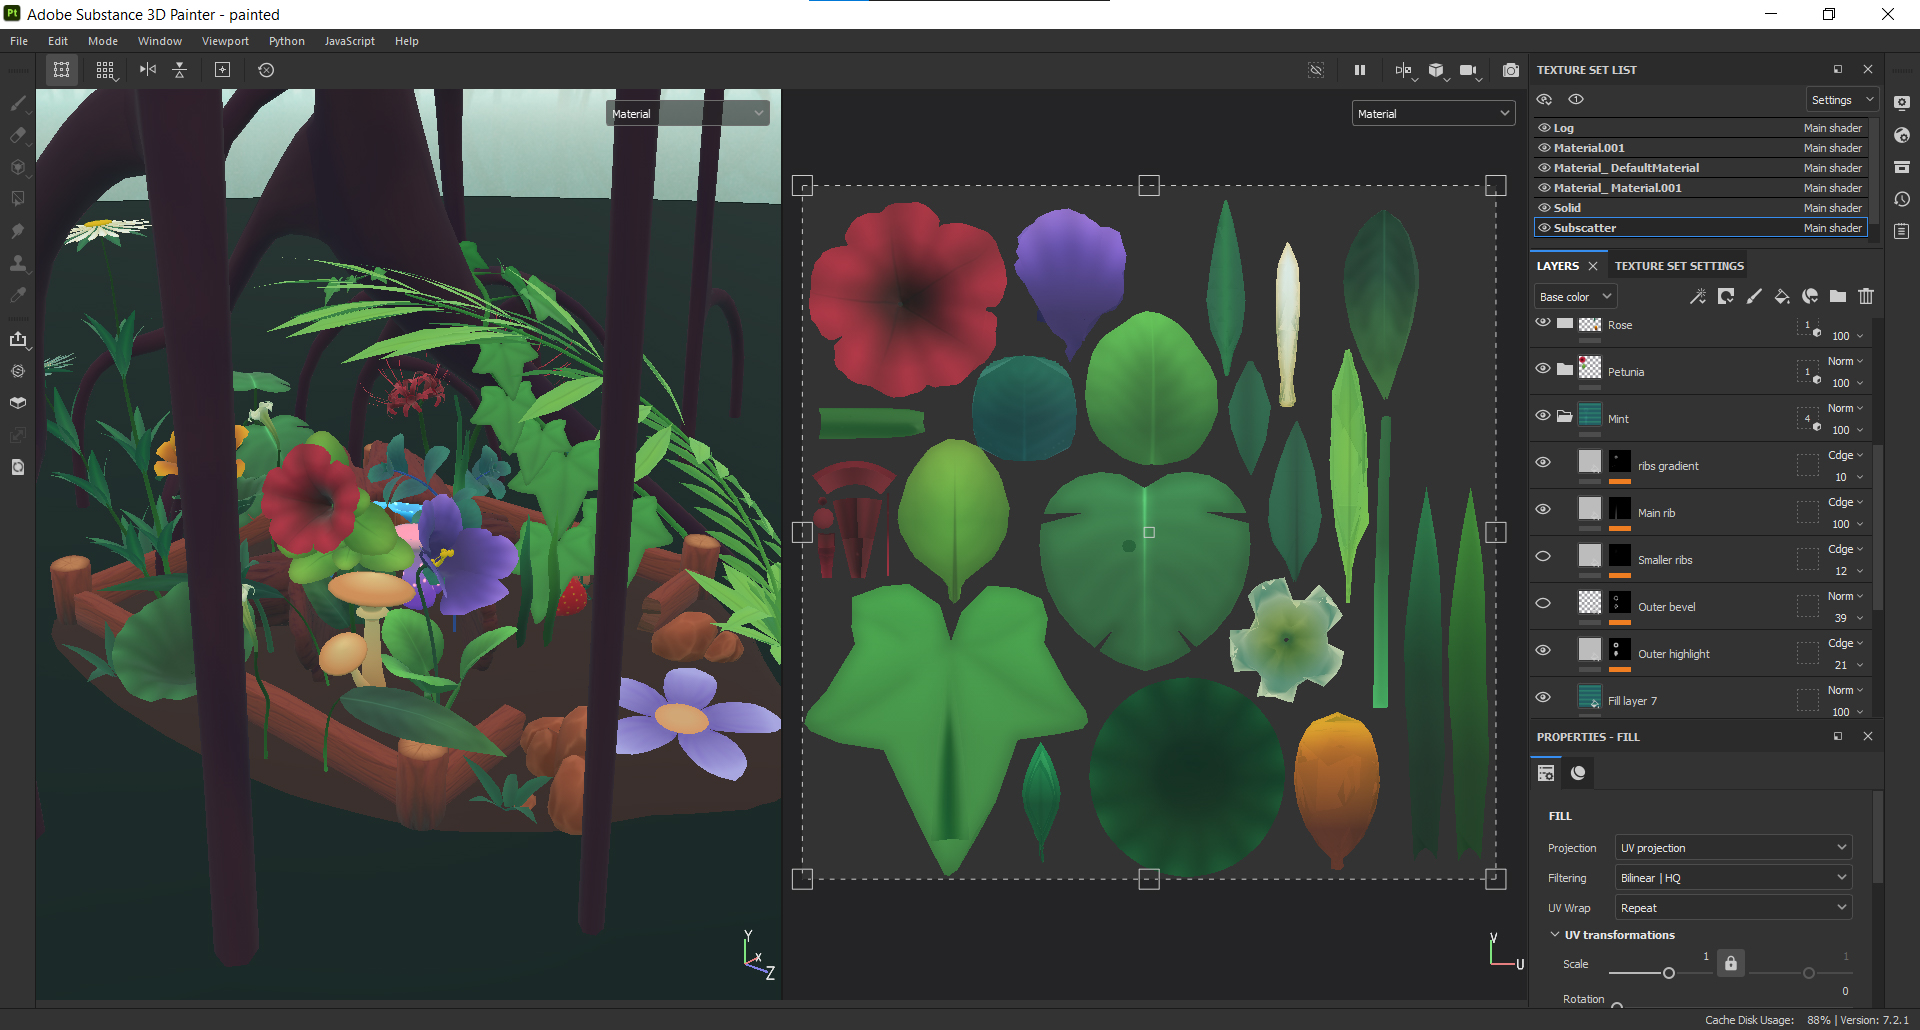 Pt Adobe Substance 3D Painter - painted
File Edit Mode Window Viewport Python JavaScript Help
Material
Material
Y
X
Z
V
U
TEXTURE SET LIST
Settings
Log Main shader
Material.001 Main shader
Material_ DefaultMaterial Main shader
Material_ Material.001 Main shader
Solid Main shader
Subscatter Main shader
LAYERS TEXTURE SET SETTINGS
Base color
Rose 1 100
Petunia 1 Norm 100
Mint 4 Norm 100
ribs gradient Cdge 10
Main rib Cdge 100
Smaller ribs Cdge 12
Outer bevel Norm 39
Outer highlight Cdge 21
Fill layer 7 Norm 100
PROPERTIES - FILL
FILL
Projection UV projection
Filtering Bilinear | HQ
UV Wrap Repeat
UV transformations
Scale 1 1
Rotation 0
Cache Disk Usage: 88% | Version: 7.2.1